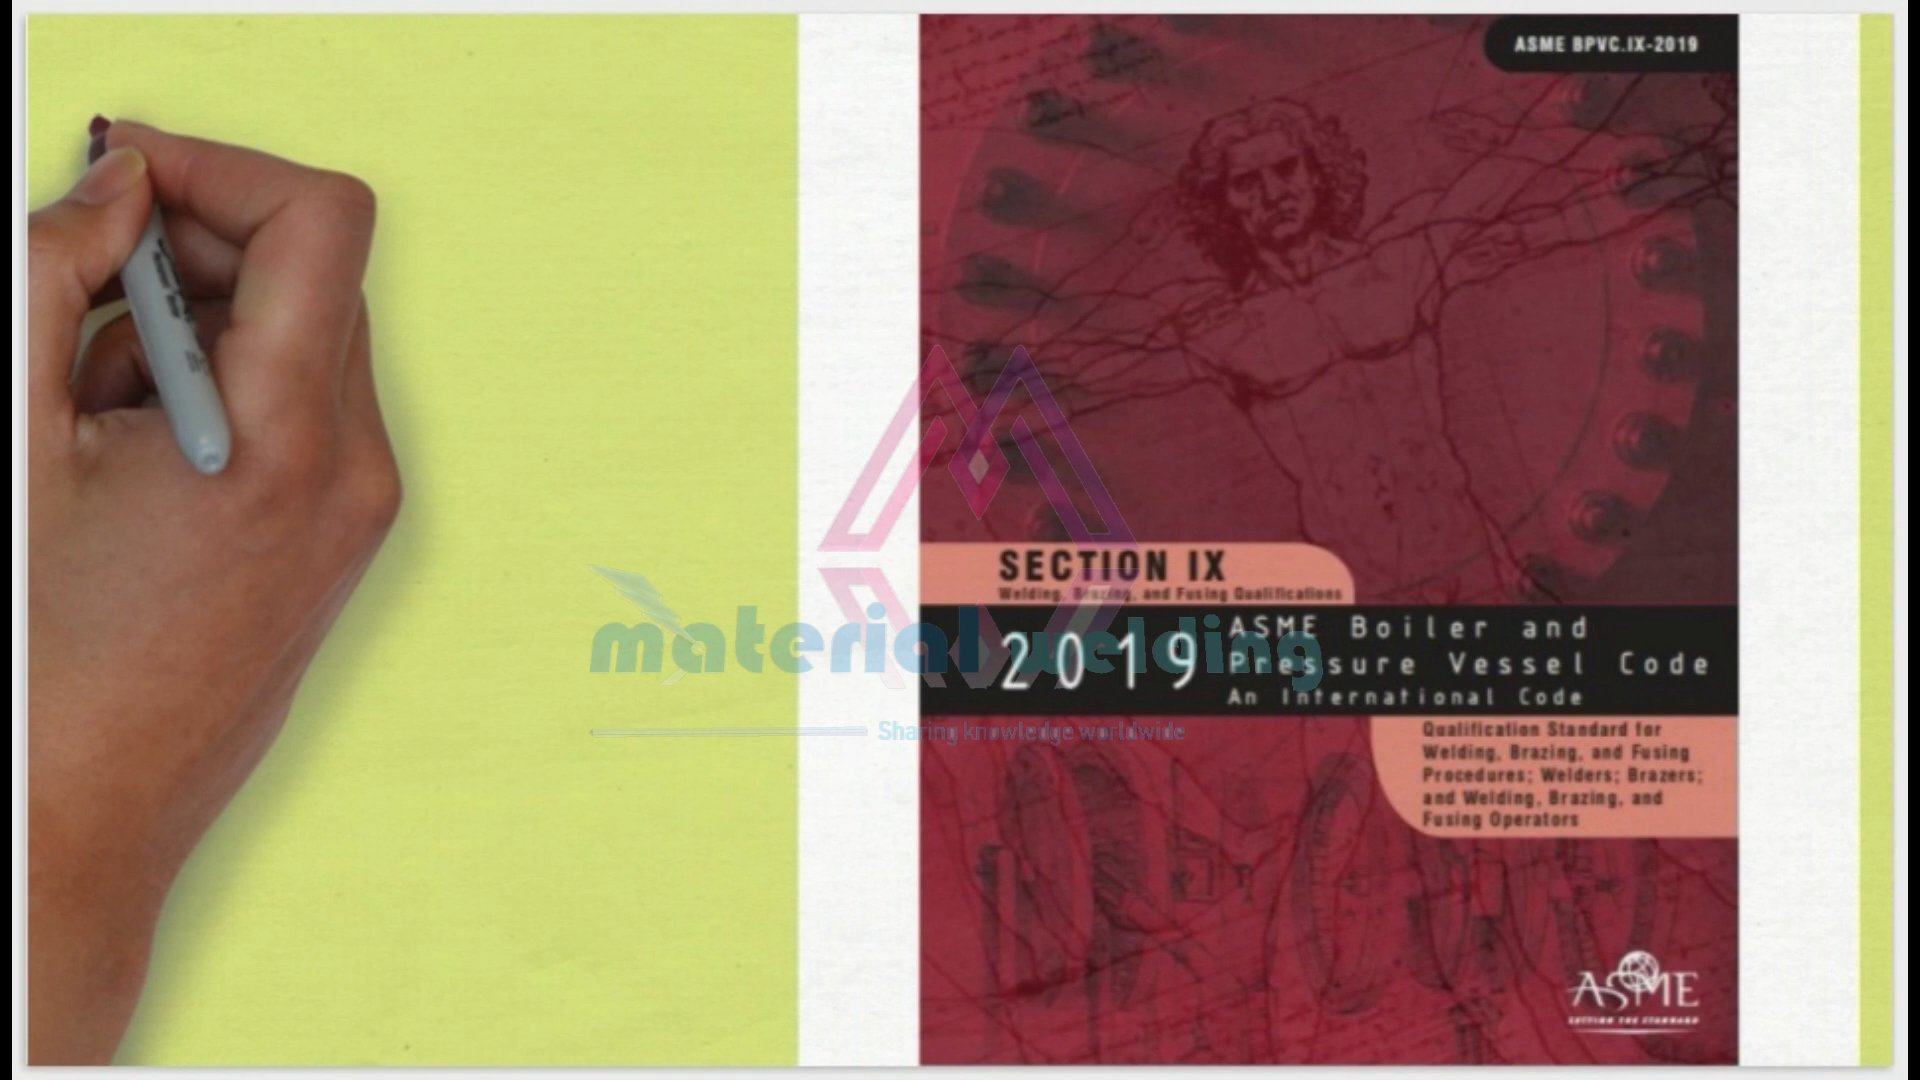 ASME BPVC.IX-2019
SECTION IX
Welding, Brazing, and Fusing Qualifications
2019
ASME Boiler and
Pressure Vessel Code
An International Code
material welding
Sharing knowledge worldwide
Qualification Standard for
Welding, Brazing, and Fusing
Procedures; Welders; Brazers;
and Welding, Brazing, and
Fusing Operators
ASME
SETTING THE STANDARD